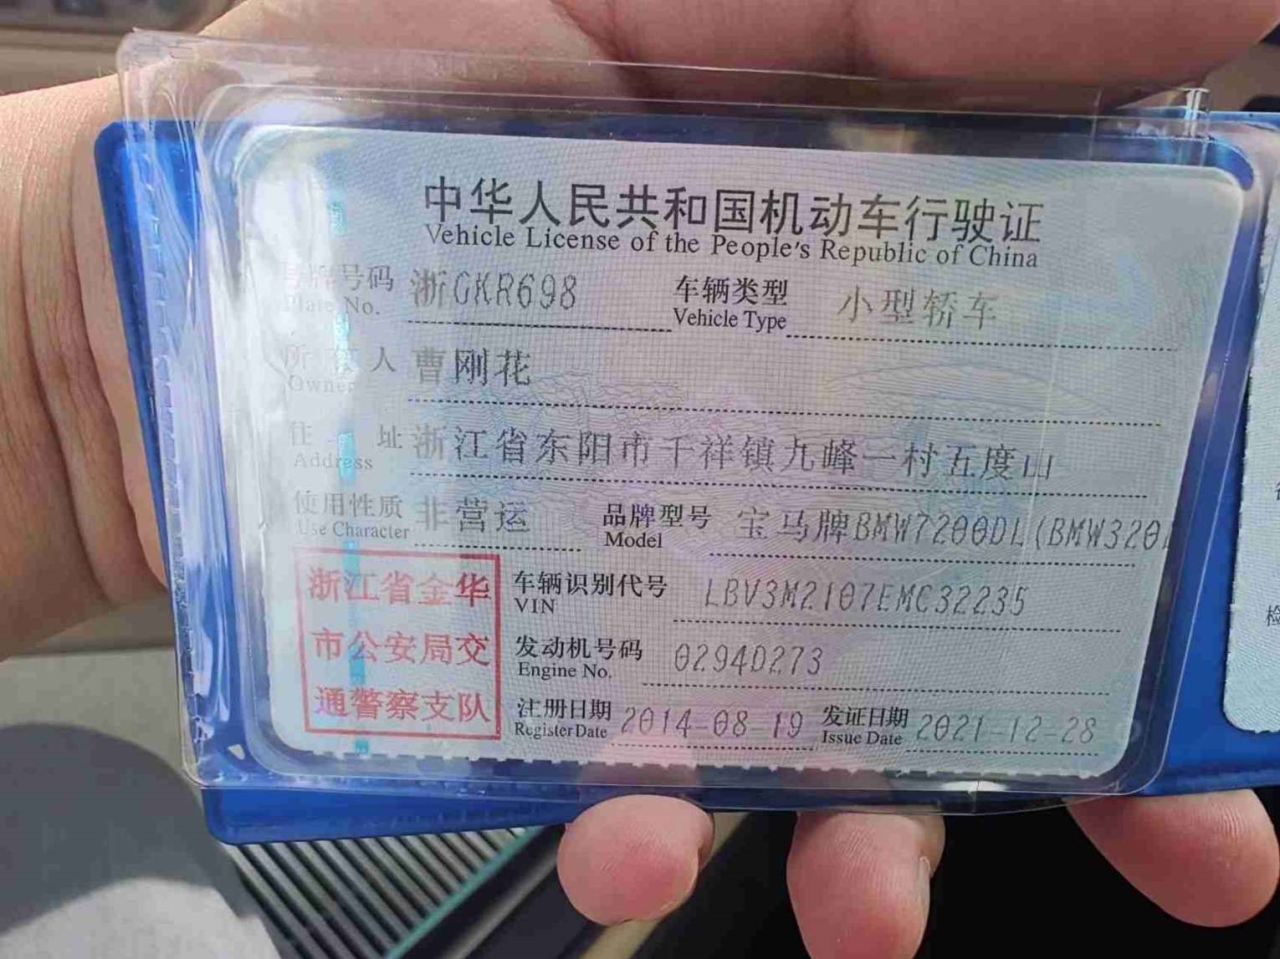 中华人民共和国机动车行驶证
Vehicle License of the People's Republic of China
号牌号码 浙GKR698 车辆类型 小型轿车
Plate No. Vehicle Type
所有人 曹刚花
Owner
住址 浙江省东阳市千祥镇九峰一村五度山
Address
使用性质 非营运 品牌型号 宝马牌BMW7200DL(BMW320
Use Character Model
浙江省金华
市公安局交
通警察支队
车辆识别代号 LBV3M2107EMC32235
VIN
发动机号码 0294D273
Engine No.
注册日期 2014-08-19 发证日期 2021-12-28
Register Date Issue Date
检